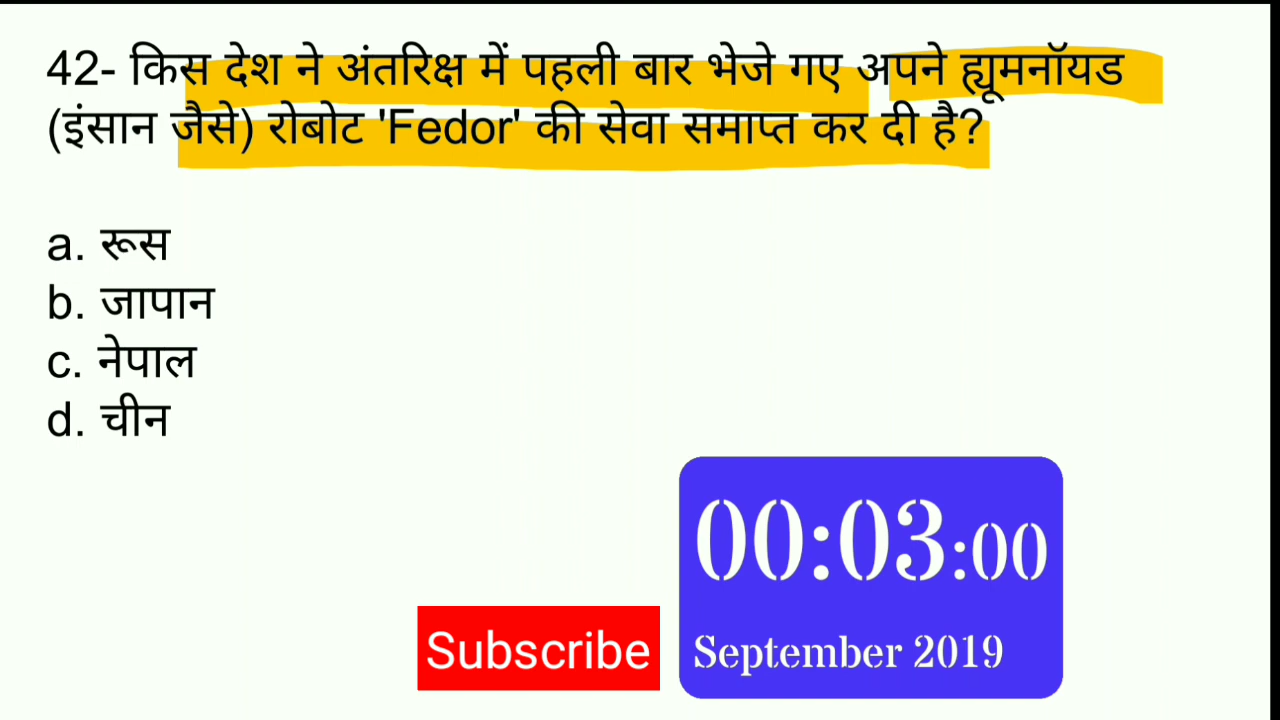 42- किस देश ने अंतरिक्ष में पहली बार भेजे गए अपने ह्यूमनॉयड
(इंसान जैसे) रोबोट 'Fedor' की सेवा समाप्त कर दी है?
a. रूस
b. जापान
c. नेपाल
d. चीन
00:03:00
Subscribe
September 2019